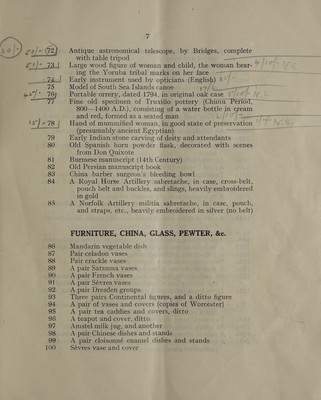 7
72 Antique astronomical telescope, by Bridges, complete
with table tripod
73 Large wood figure of woman and child, the woman bear-
ing the Yoruba tribal marks on her face
74 Early instrument used by opticians (English)
75 Model of South Sea Islands canoe
76 Portable orrery, dated 1794, in original oak case
77 Fine old specimen of Truxillo pottery (Chimu Period,
800—1400 A.D.), consisting of a water bottle in cream
and red, formed as a seated man
78 Hand of mummified woman, in good state of preservation
(presumably ancient Egyptian)
79 Early Indian stone carving of deity and attendants
80 Old Spanish horn powder flask, decorated with scenes
from Don Quixote
81 Burmese manuscript (14th Century)
82 Old Persian manuscript book
83 China barber surgeon's bleeding bowl
84 A Royal Horse Artillery sabretache, in case, cross-belt,
pouch belt and buckles, and slings, heavily embroidered
in gold
85 A Norfolk Artillery militia sabretache, in case, pouch,
and straps, etc., heavily embroidered in silver (no belt)
FURNITURE, CHINA, GLASS, PEWTER, &c.
86 Mandarin vegetable dish
87 Pair celadon vases
88 Pair crackle vases
89 A pair Satsuma vases
90 A pair French vases
91 A pair Sèvres vases
92 A pair Dresden groups
93 Three pairs Continental figures, and a ditto figure
94 A pair of vases and covers (copies of Worcester)
95 A pair tea caddies and covers, ditto
96 A teapot and cover, ditto
97 Amstel milk jug, and another
98 A pair Chinese dishes and stands
99 A pair cloisonné enamel dishes and stands
100 Sèvres vase and cover